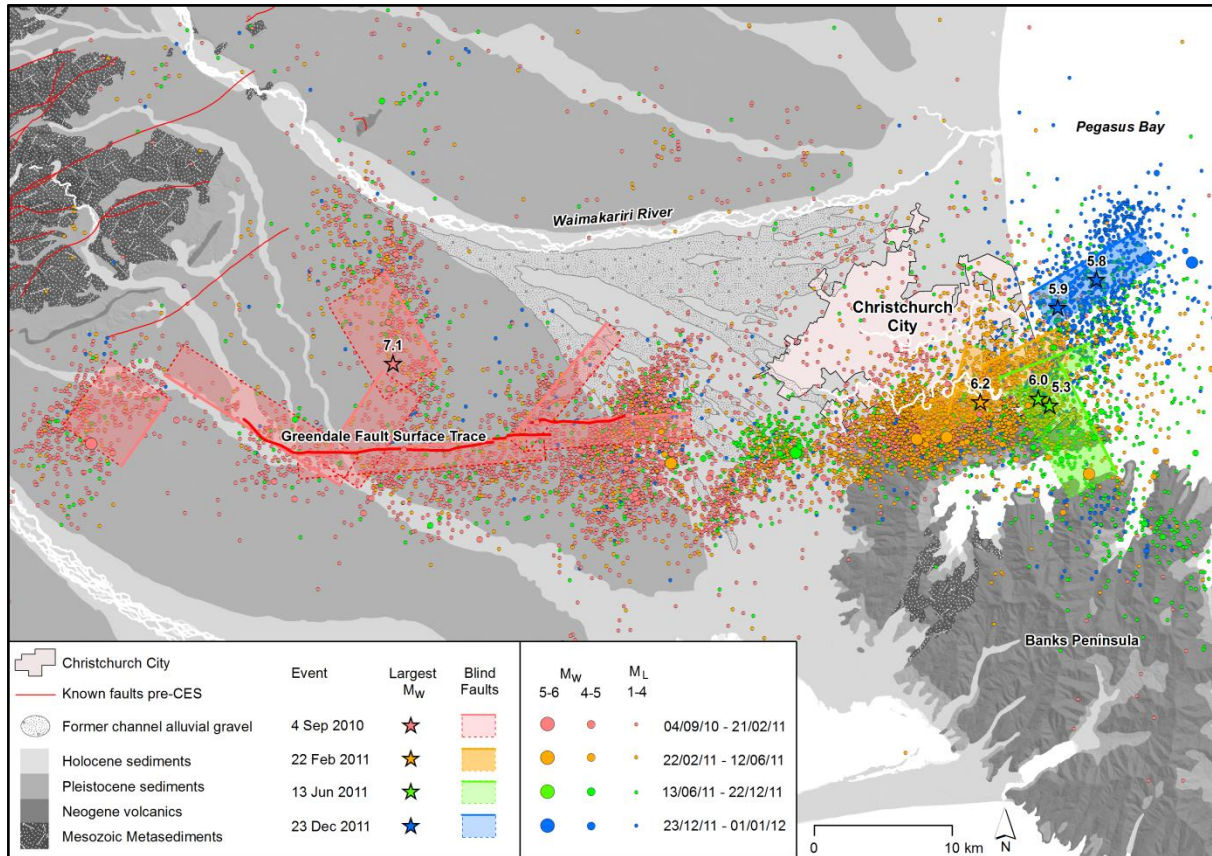 Pegasus Bay
Waimakariri River
5.8
5.9
Christchurch
City
7.1
6.2
6.0
5.3
Greendale Fault Surface Trace
Banks Peninsula
Christchurch City
Known faults pre-CES
Former channel alluvial gravel
Holocene sediments
Pleistocene sediments
Neogene volcanics
Mesozoic Metasediments
Event
Largest
Mw
Blind
Faults
4 Sep 2010
22 Feb 2011
13 Jun 2011
23 Dec 2011
Mw
ML
5-6
4-5
1-4
04/09/10 - 21/02/11
22/02/11 - 12/06/11
13/06/11 - 22/12/11
23/12/11 - 01/01/12
0
10 km
N